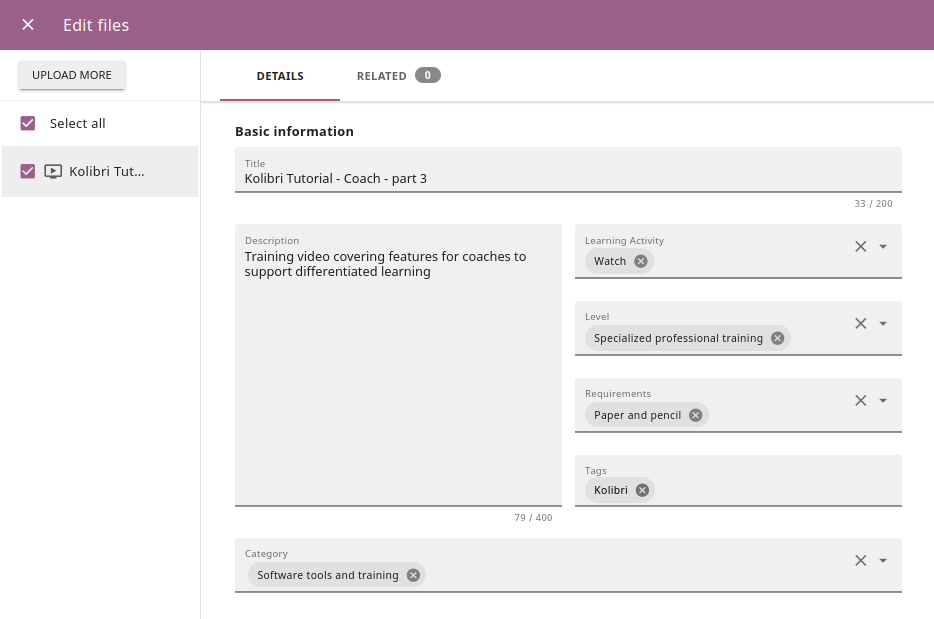 Edit files
UPLOAD MORE
Select all
Kolibri Tut...
DETAILS
RELATED 0
Basic information
Title
Kolibri Tutorial - Coach - part 3
33 / 200
Description
Training video covering features for coaches to
support differentiated learning
79 / 400
Learning Activity
Watch
Level
Specialized professional training
Requirements
Paper and pencil
Tags
Kolibri
Category
Software tools and training